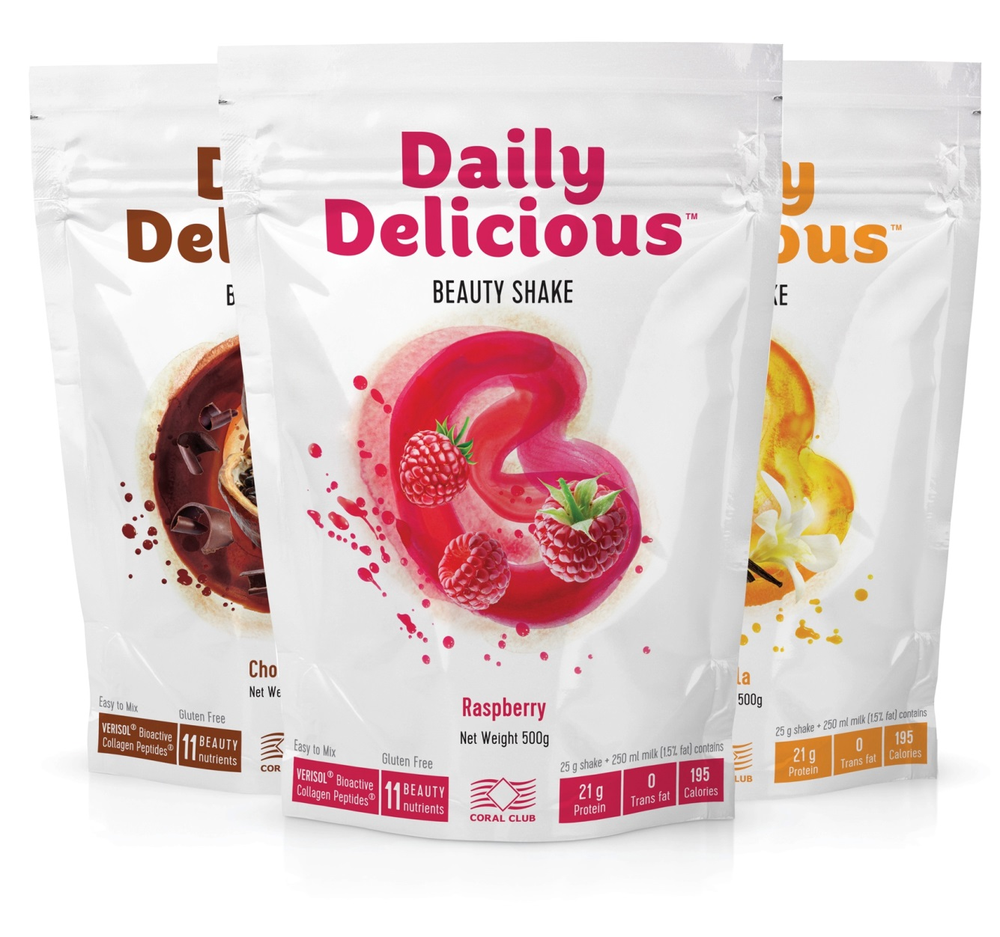 Daily
Delicious™
BEAUTY SHAKE
Raspberry
Net Weight 500g
Easy to Mix
Gluten Free
VERISOL® Bioactive
Collagen Peptides®
11 BEAUTY
nutrients
CORAL CLUB
25 g shake + 250 ml milk (1.5% fat) contains
21 g
Protein
0
Trans fat
195
Calories
D
Del
B
Cho
Net We
Easy to Mix
Gluten Free
VERISOL® Bioactive
Collagen Peptides®
11 BEAUTY
nutrients
COR
y
ous™
KE
la
500g
25 g shake + 250 ml milk (1.5% fat) contains
21 g
Protein
0
Trans fat
195
Calories
LUB